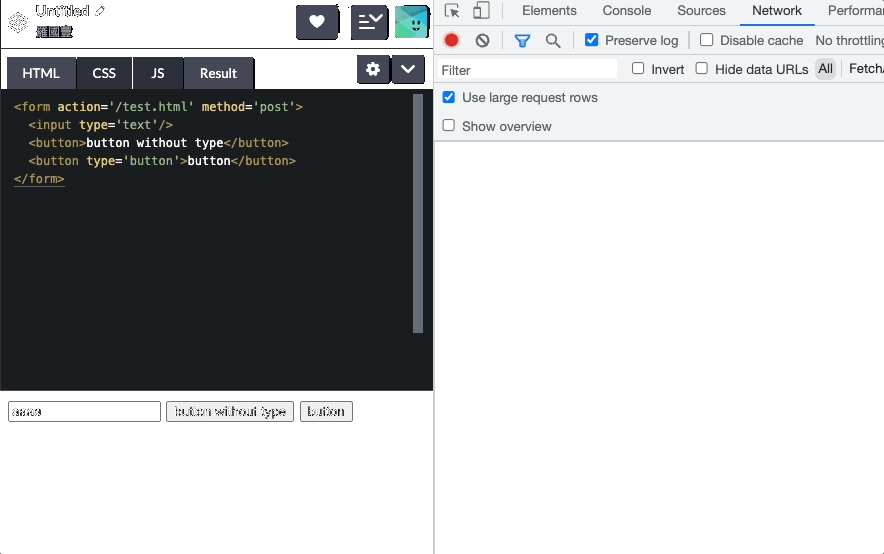 Untitled
羅國壹
HTML CSS JS Result
<form action='/test.html' method='post'>
<input type='text'/>
<button>button without type</button>
<button type='button'>button</button>
</form>
aaaa button without type button
Elements Console Sources Network Performa
Preserve log Disable cache No throttling
Filter Invert Hide data URLs All Fetch/
Use large request rows
Show overview